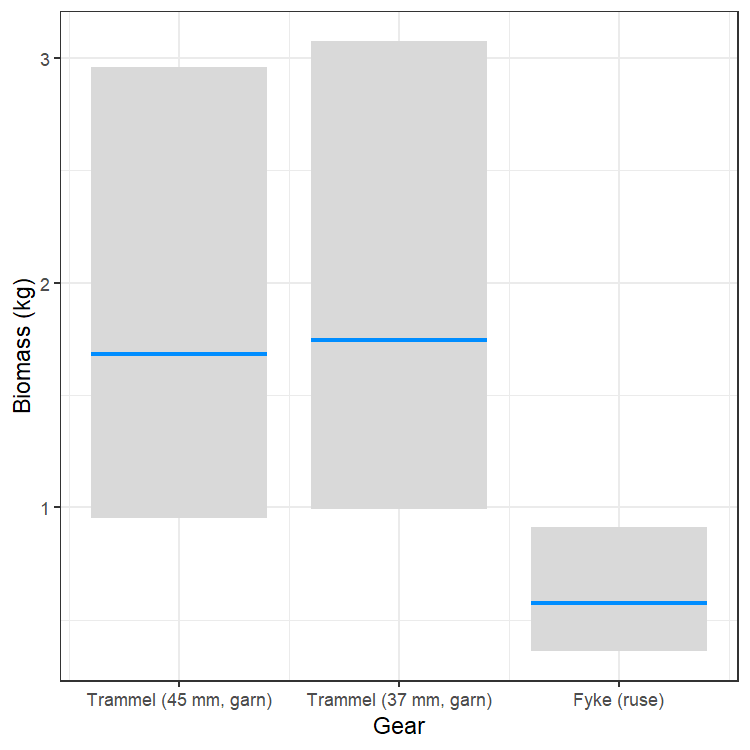 Biomass (kg)
3
2
1
Trammel (45 mm, garn) Trammel (37 mm, garn) Fyke (ruse)
Gear